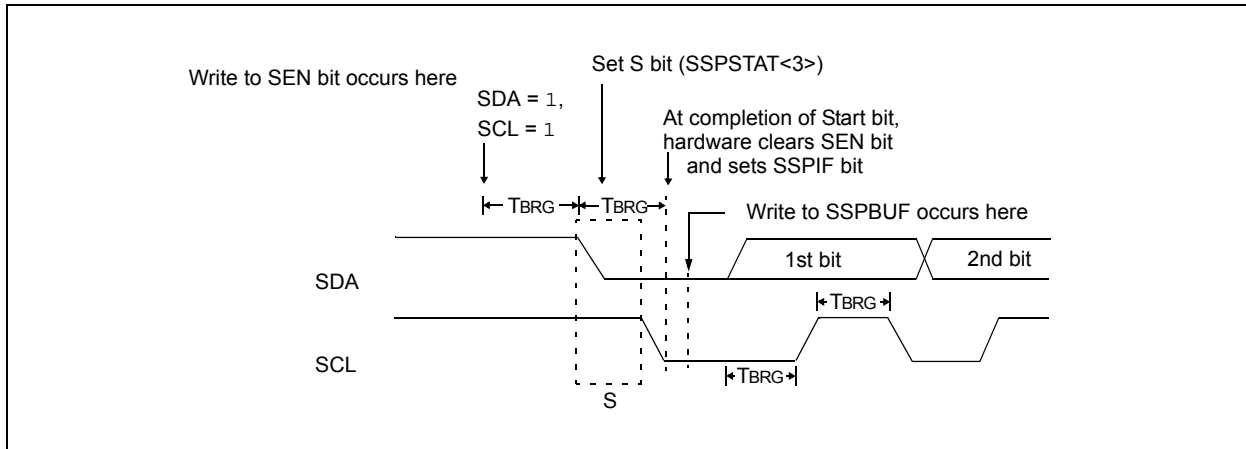 Set S bit (SSPSTAT<3>)
Write to SEN bit occurs here
SDA = 1,
SCL = 1
At completion of Start bit,
hardware clears SEN bit
and sets SSPIF bit
TBRG
TBRG
Write to SSPBUF occurs here
1st bit
2nd bit
SDA
TBRG
SCL
TBRG
S